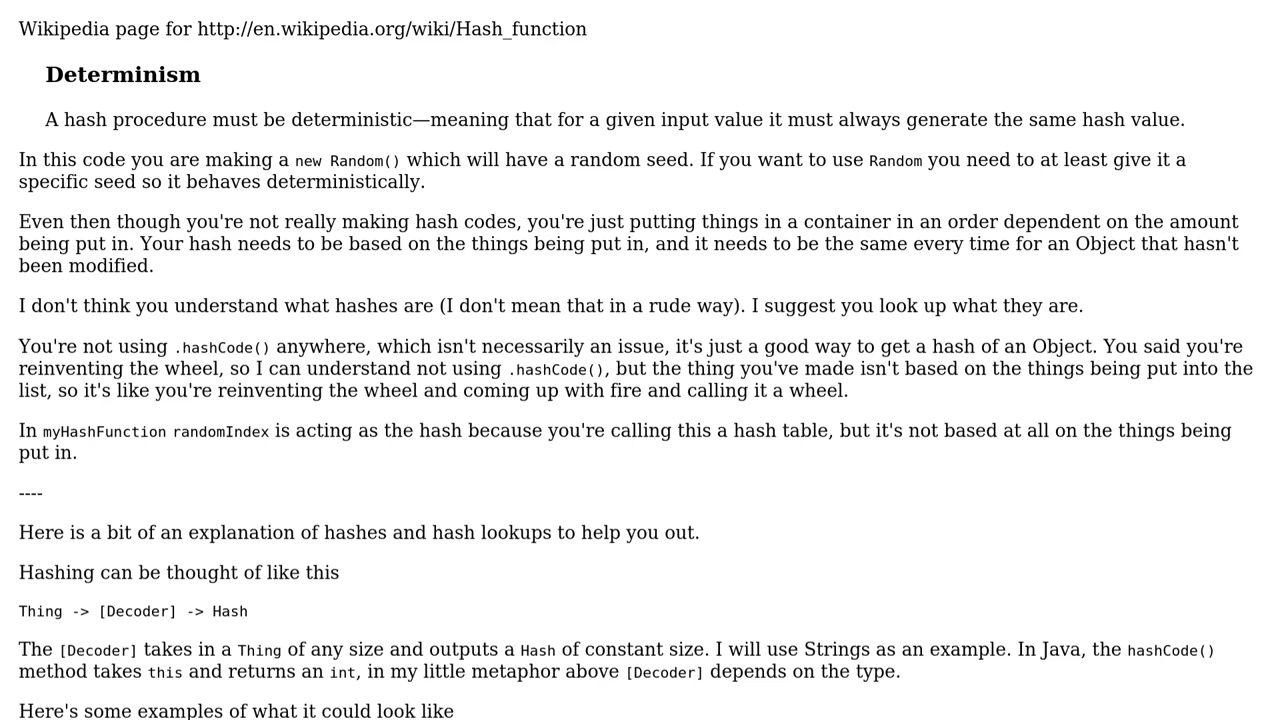 Wikipedia page for http://en.wikipedia.org/wiki/Hash_function
Determinism
A hash procedure must be deterministic—meaning that for a given input value it must always generate the same hash value.
In this code you are making a new Random() which will have a random seed. If you want to use Random you need to at least give it a
specific seed so it behaves deterministically.
Even then though you're not really making hash codes, you're just putting things in a container in an order dependent on the amount
being put in. Your hash needs to be based on the things being put in, and it needs to be the same every time for an Object that hasn't
been modified.
I don't think you understand what hashes are (I don't mean that in a rude way). I suggest you look up what they are.
You're not using .hashCode() anywhere, which isn't necessarily an issue, it's just a good way to get a hash of an Object. You said you're
reinventing the wheel, so I can understand not using .hashCode(), but the thing you've made isn't based on the things being put into the
list, so it's like you're reinventing the wheel and coming up with fire and calling it a wheel.
In myHashFunction randomIndex is acting as the hash because you're calling this a hash table, but it's not based at all on the things being
put in.
----
Here is a bit of an explanation of hashes and hash lookups to help you out.
Hashing can be thought of like this
Thing -> [Decoder] -> Hash
The [Decoder] takes in a Thing of any size and outputs a Hash of constant size. I will use Strings as an example. In Java, the hashCode()
method takes this and returns an int, in my little metaphor above [Decoder] depends on the type.
Here's some examples of what it could look like